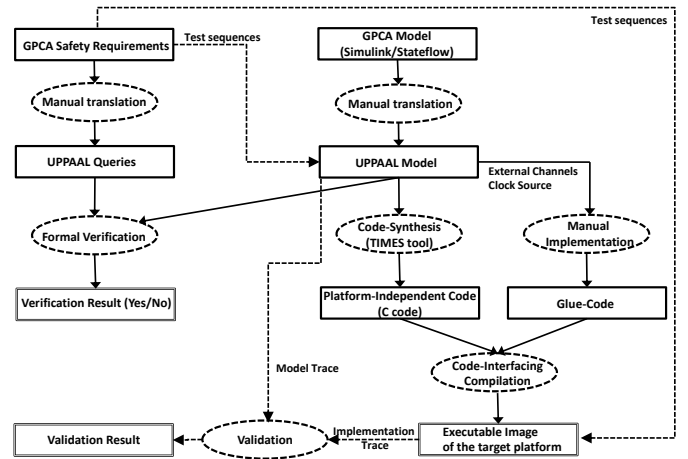 Test sequences
GPCA Safety Requirements
Test sequences
GPCA Model
(Simulink/Stateflow)
Manual translation
Manual translation
UPPAAL Queries
UPPAAL Model
External Channels
Clock Source
Formal Verification
Code-Synthesis
(TIMES tool)
Manual
Implementation
Verification Result (Yes/No)
Platform-Independent Code
(C code)
Glue-Code
Model Trace
Code-Interfacing
Compilation
Validation Result
Validation
Implementation
Trace
Executable Image
of the target platform